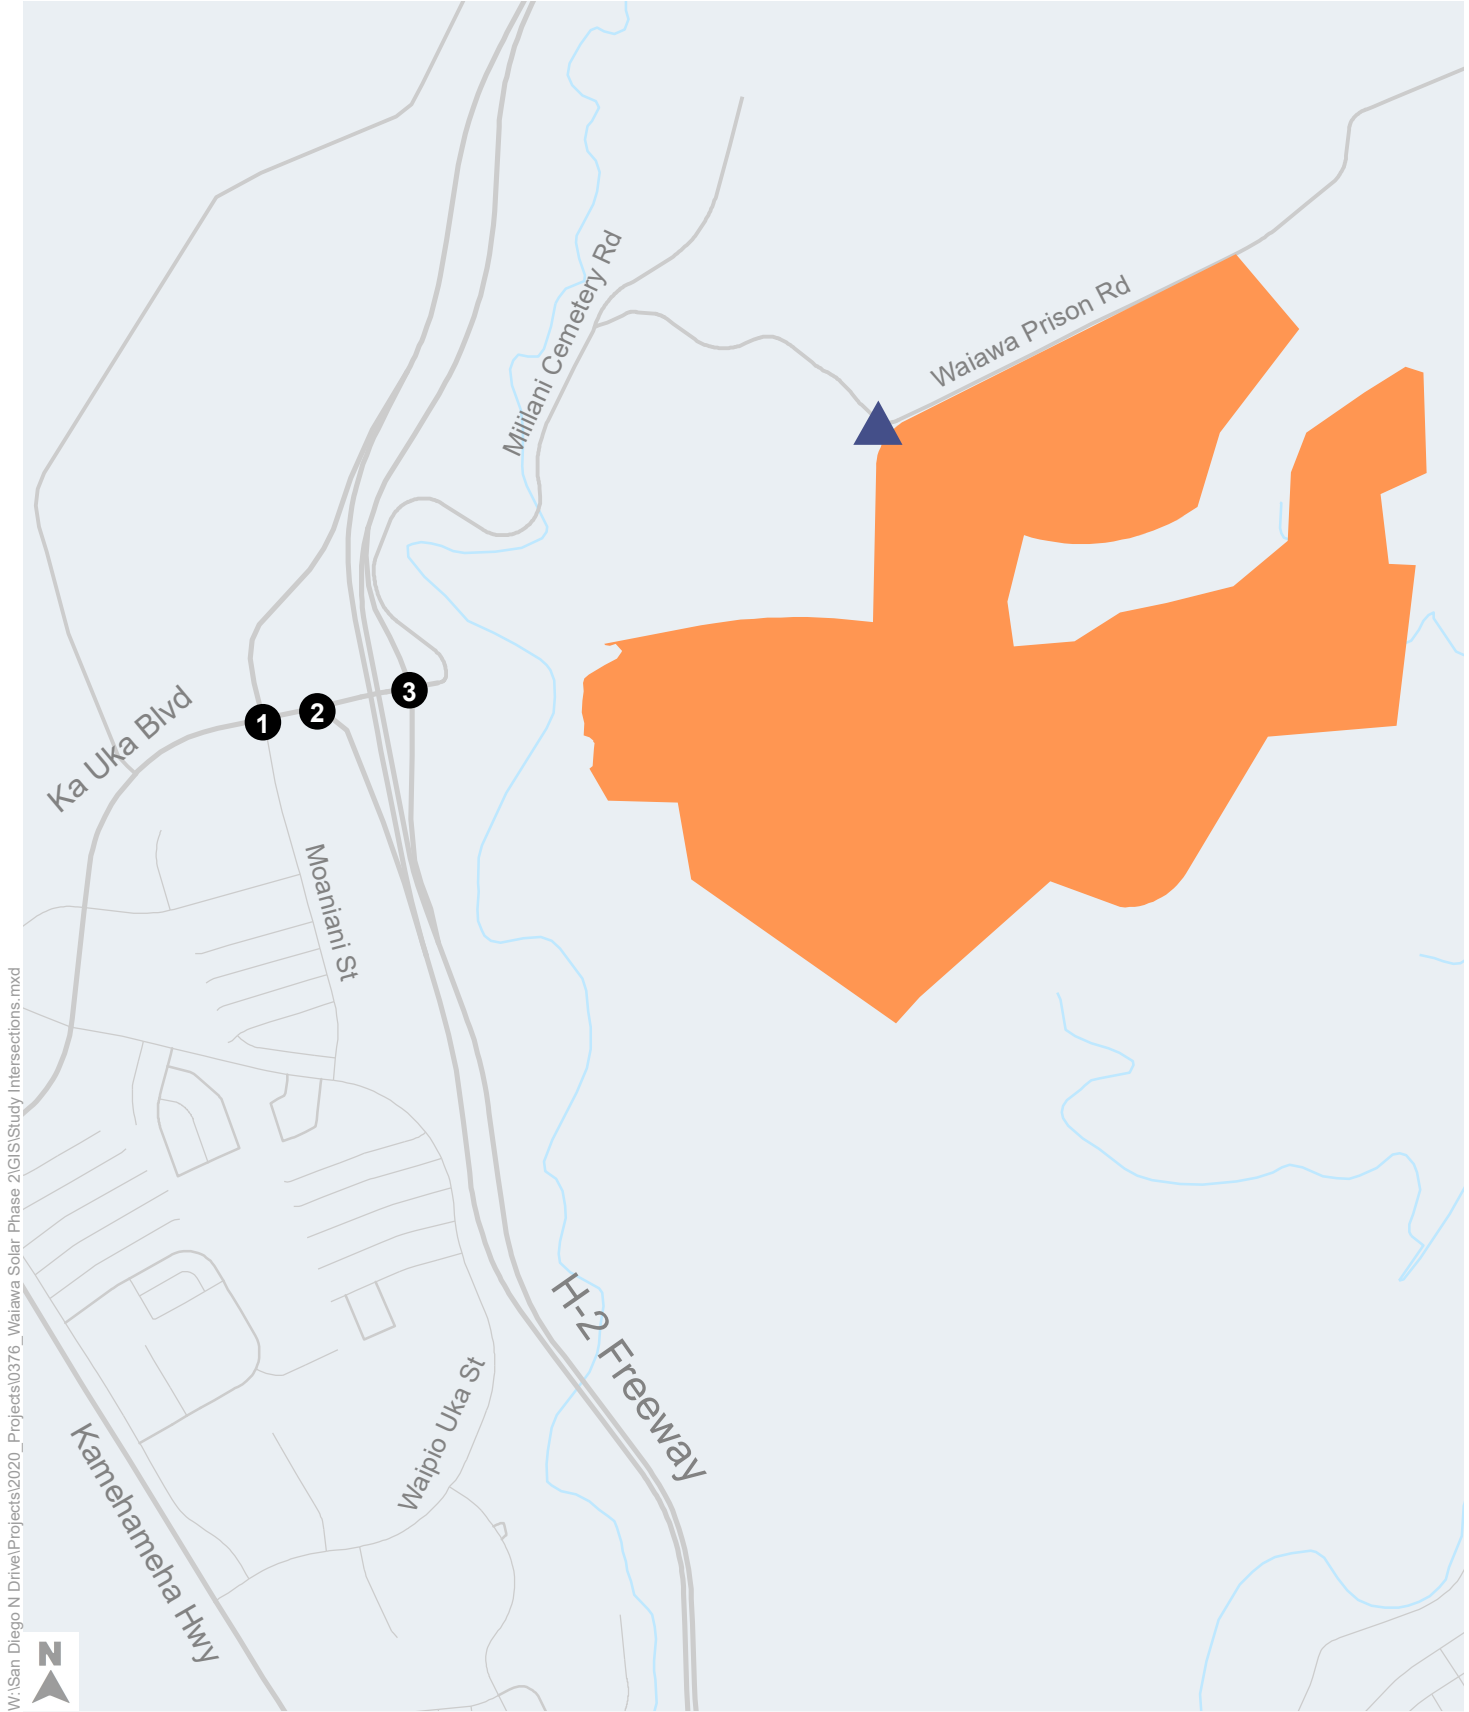 Mililani Cemetery Rd
Waiawa Prison Rd
Ka Uka Blvd
1
2
3
Moaniani St
H-2 Freeway
Waipio Uka St
Kamehameha Hwy
N
W:\San Diego N Drive\Projects\2020_Projects\0376_Waiawa Solar Phase 2\GIS\Study Intersections.mxd